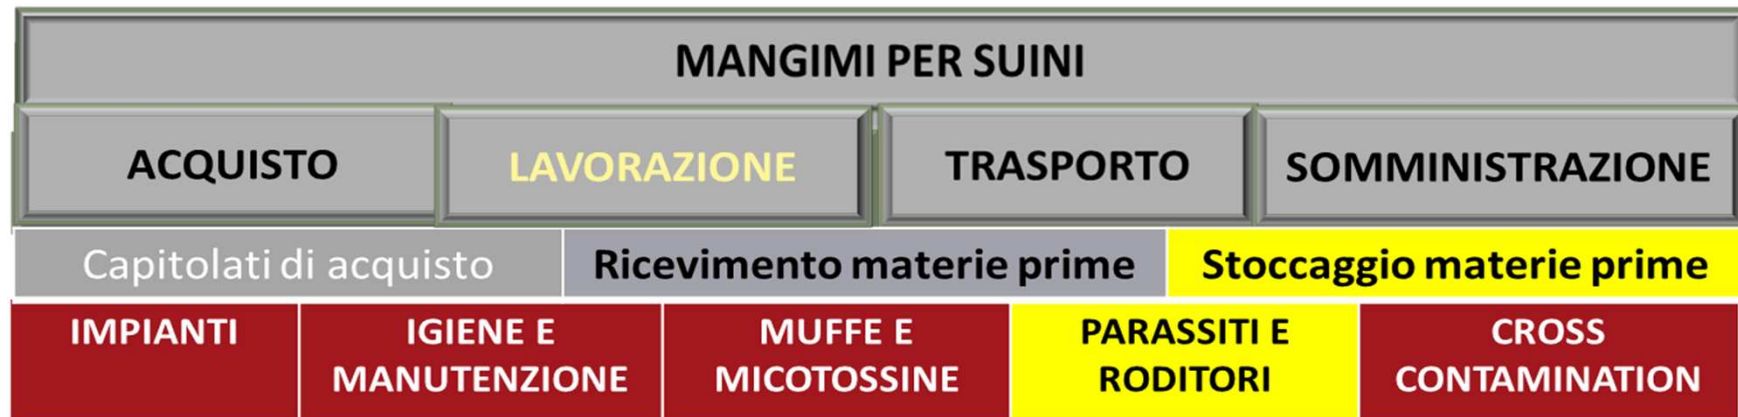 MANGIMI PER SUINI
ACQUISTO
LAVORAZIONE
TRASPORTO
SOMMINISTRAZIONE
Capitolati di acquisto
Ricevimento materie prime
Stoccaggio materie prime
IMPIANTI
IGIENE E
MANUTENZIONE
MUFFE E
MICOTOSSINE
PARASSITI E
RODITORI
CROSS
CONTAMINATION